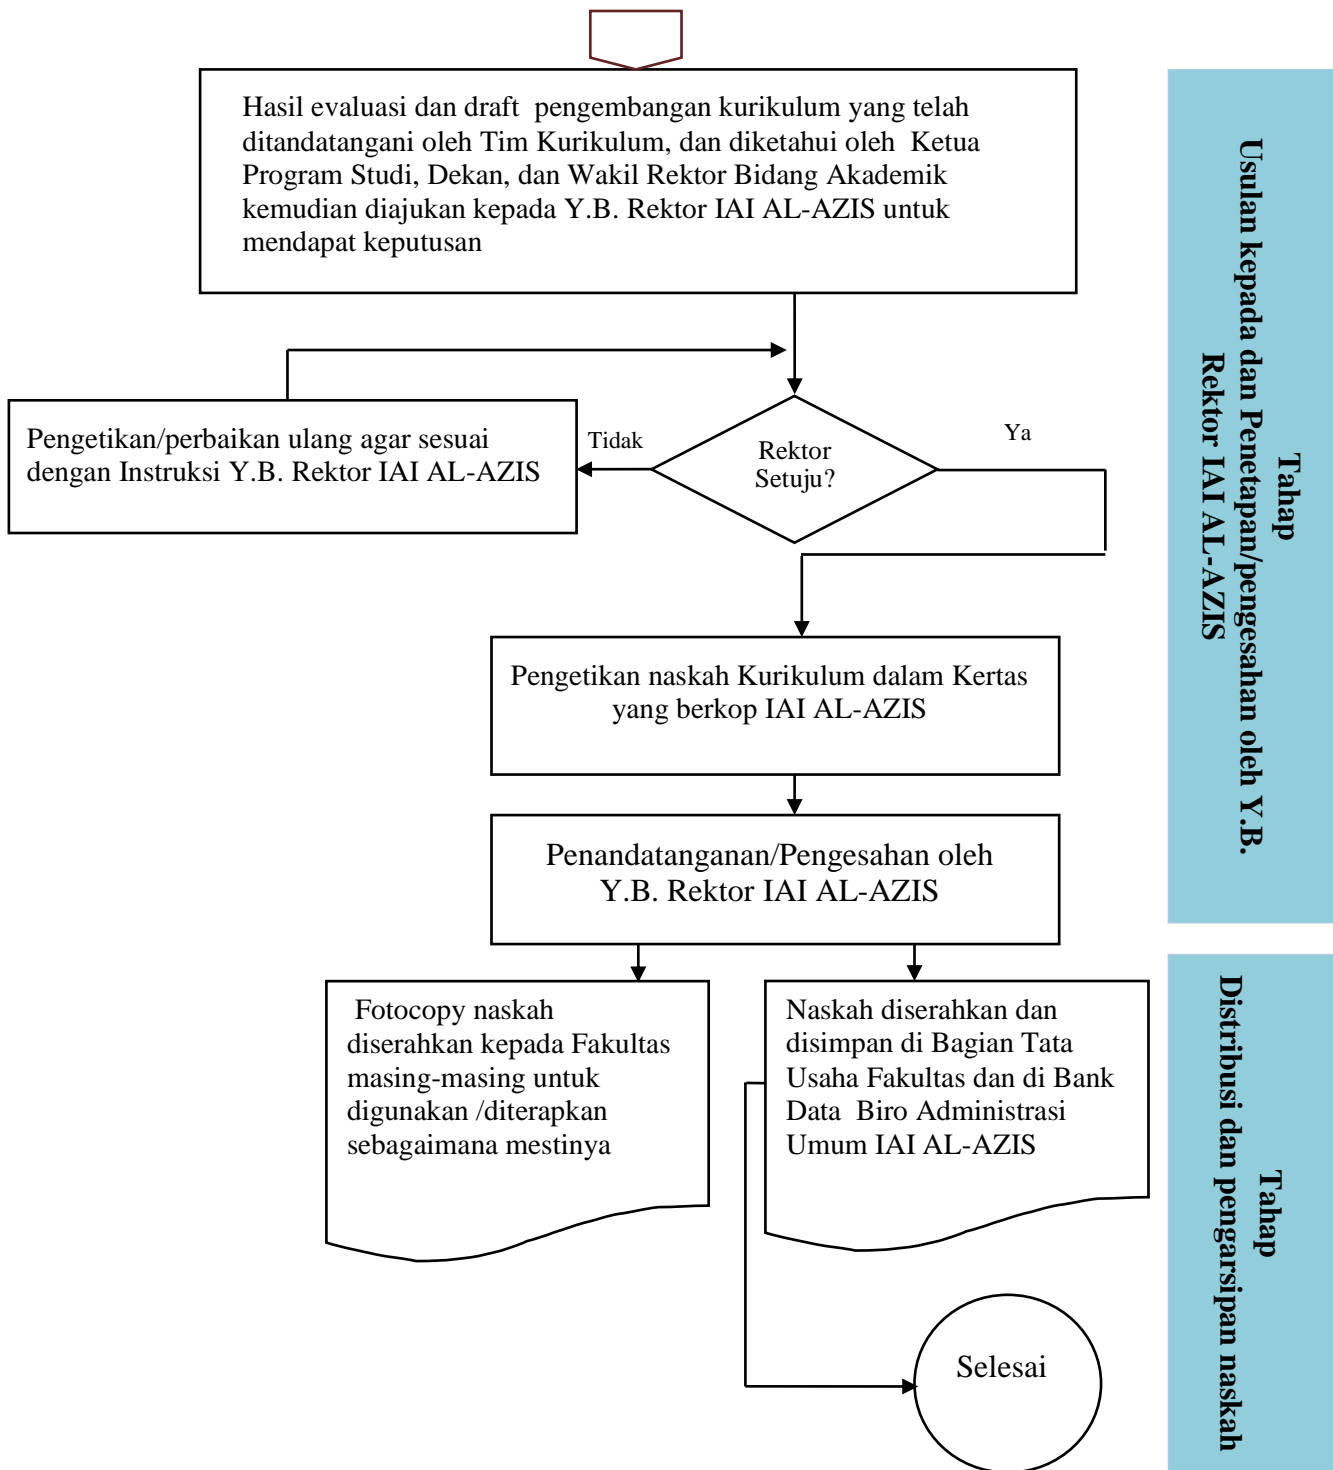 Hasil evaluasi dan draft pengembangan kurikulum yang telah
ditandatangani oleh Tim Kurikulum, dan diketahui oleh Ketua
Program Studi, Dekan, dan Wakil Rektor Bidang Akademik
kemudian diajukan kepada Y.B. Rektor IAI AL-AZIS untuk
mendapat keputusan
Pengetikan/perbaikan ulang agar sesuai
dengan Instruksi Y.B. Rektor IAI AL-AZIS
Tidak
Rektor
Setuju?
Ya
Pengetikan naskah Kurikulum dalam Kertas
yang berkop IAI AL-AZIS
Penandatanganan/Pengesahan oleh
Y.B. Rektor IAI AL-AZIS
Fotocopy naskah
diserahkan kepada Fakultas
masing-masing untuk
digunakan /diterapkan
sebagaimana mestinya
Naskah diserahkan dan
disimpan di Bagian Tata
Usaha Fakultas dan di Bank
Data Biro Administrasi
Umum IAI AL-AZIS
Selesai
Tahap
Usulan kepada dan Penetapan/pengesahan oleh Y.B.
Rektor IAI AL-AZIS
Tahap
Distribusi dan pengarsipan naskah